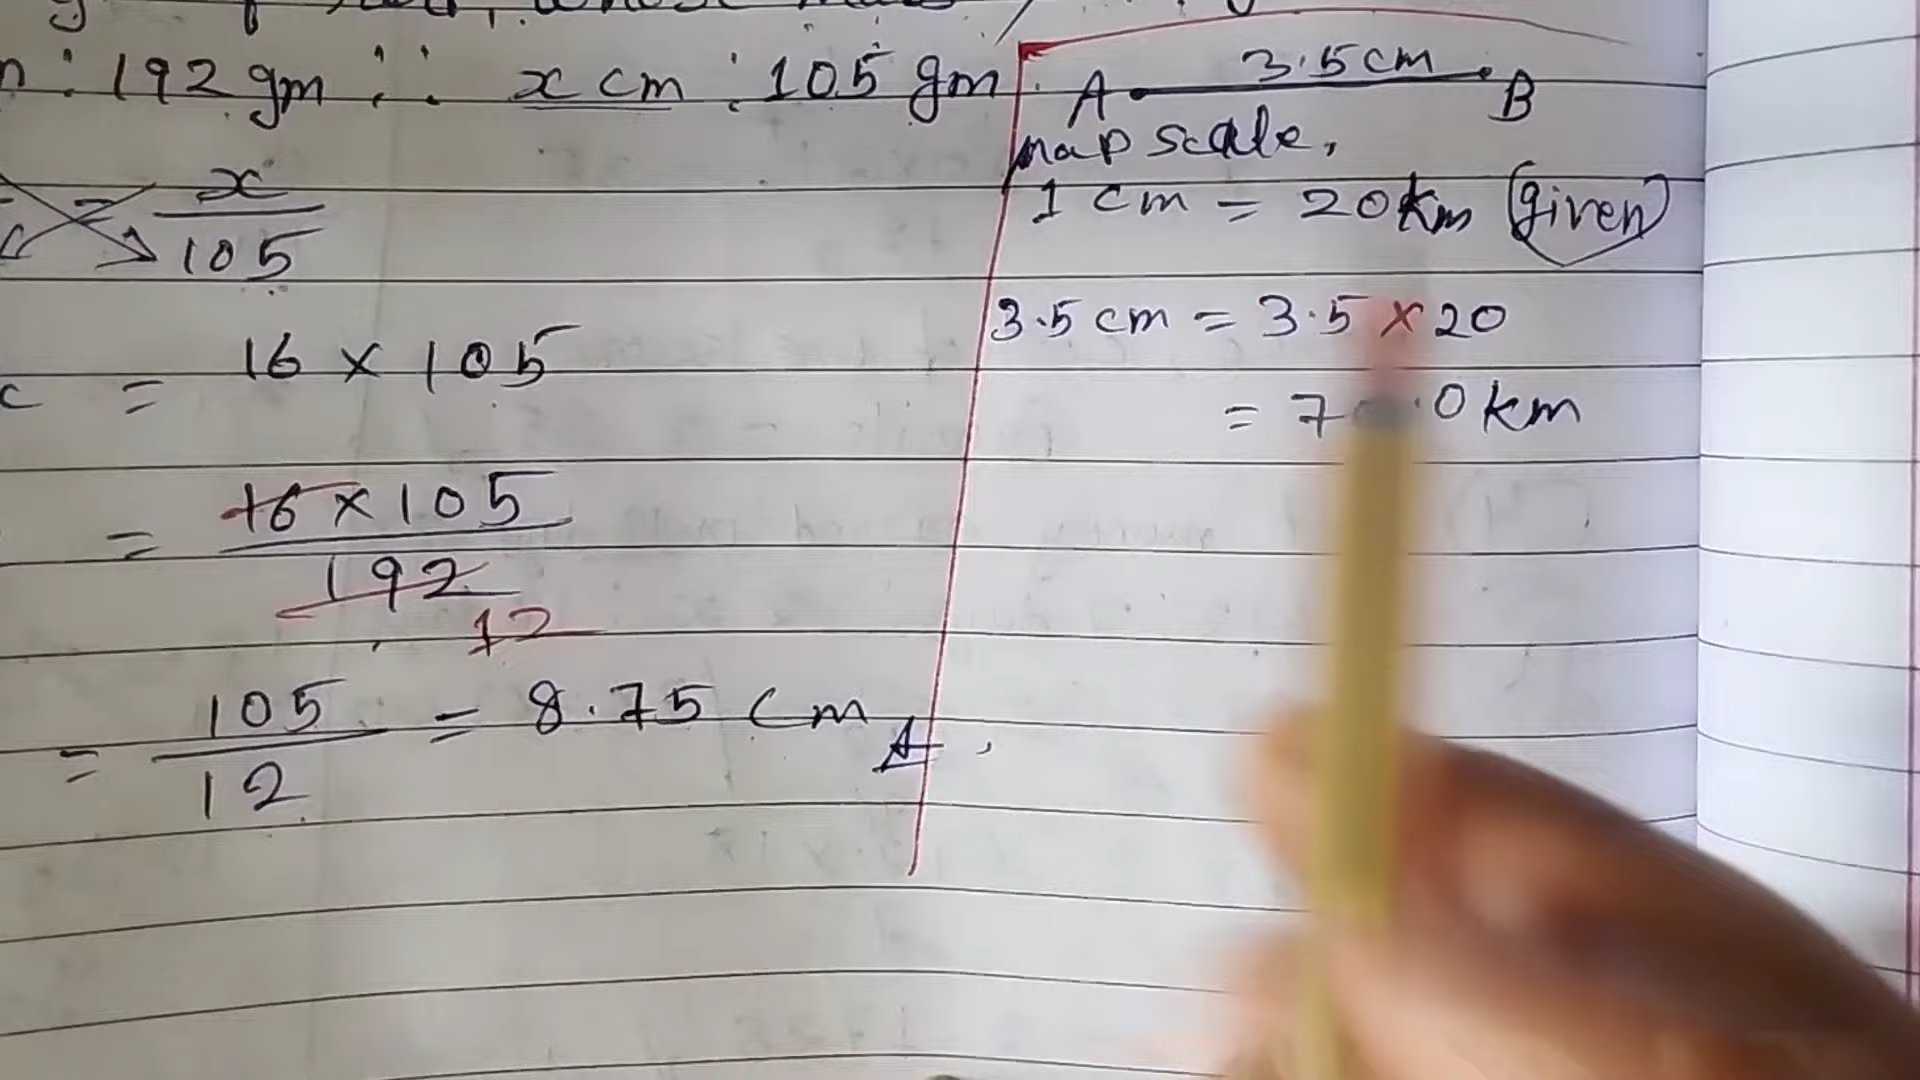 : 192 gm :: x cm : 105 gm
= x
105
= 16 x 105
= 16 x 105
192
12
= 105
12
= 8.75 cm
A 3.5 cm B
map scale,
1 cm = 20 km (given)
3.5 cm = 3.5 x 20
= 70.0 km